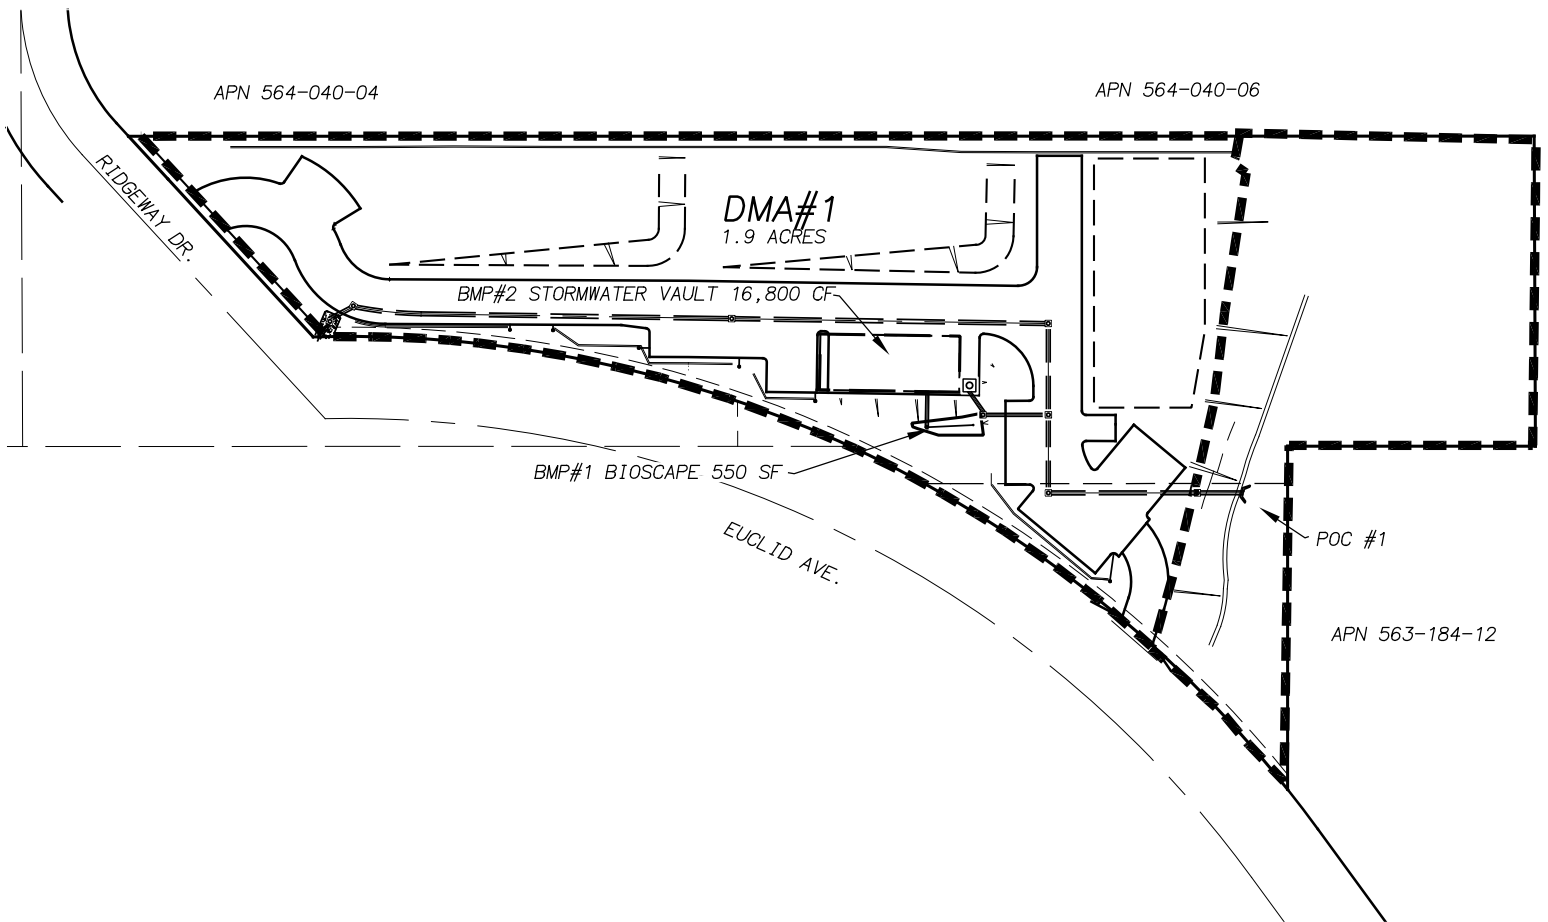 APN 564-040-04
APN 564-040-06
RIDGEWAY DR.
DMA#1
1.9 ACRES
BMP#2 STORMWATER VAULT 16,800 CF
BMP#1 BIOSCAPE 550 SF
EUCLID AVE.
POC #1
APN 563-184-12